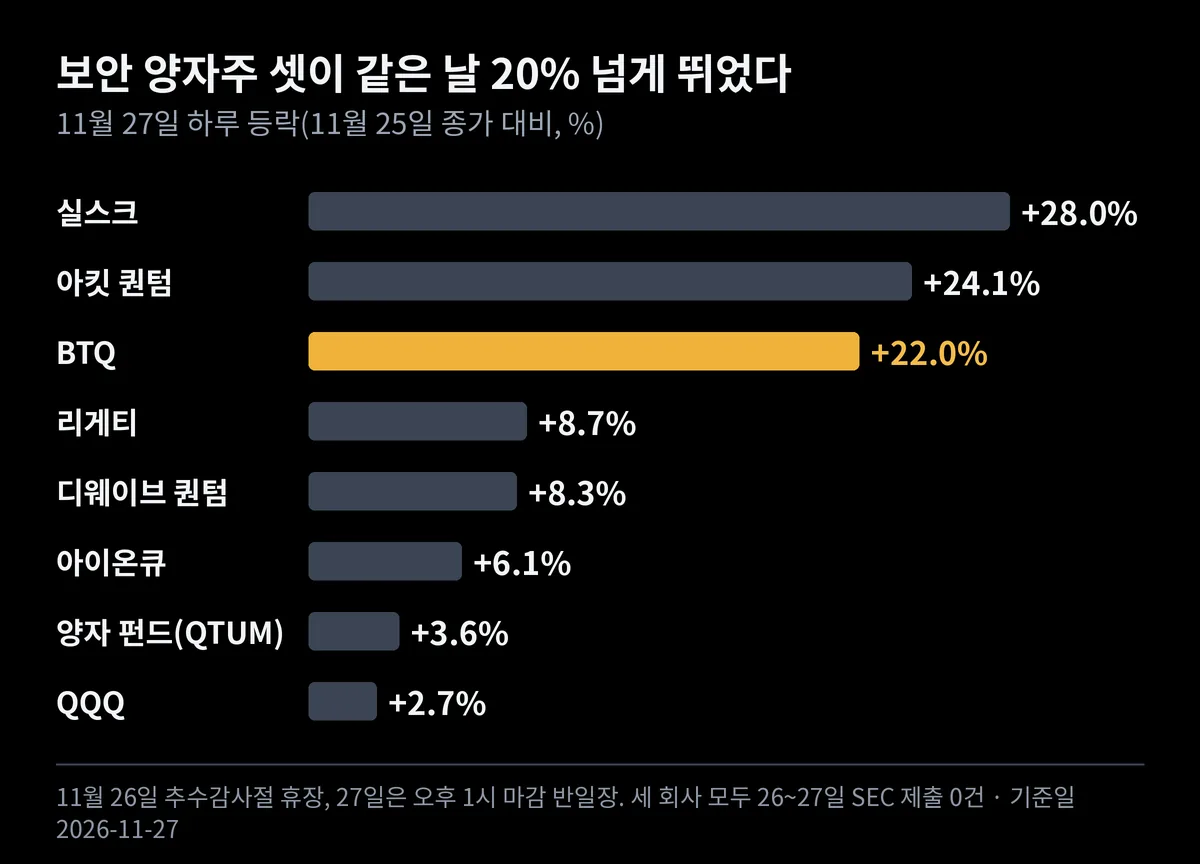 보안 양자주 셋이 같은 날 20% 넘게 뛰었다
11월 27일 하루 등락(11월 25일 종가 대비, %)
실스크 +28.0%
아킷 퀀텀 +24.1%
BTQ +22.0%
리게티 +8.7%
디웨이브 퀀텀 +8.3%
아이온큐 +6.1%
양자 펀드(QTUM) +3.6%
QQQ +2.7%
11월 26일 추수감사절 휴장, 27일은 오후 1시 마감 반일장. 세 회사 모두 26~27일 SEC 제출 0건 · 기준일
2026-11-27